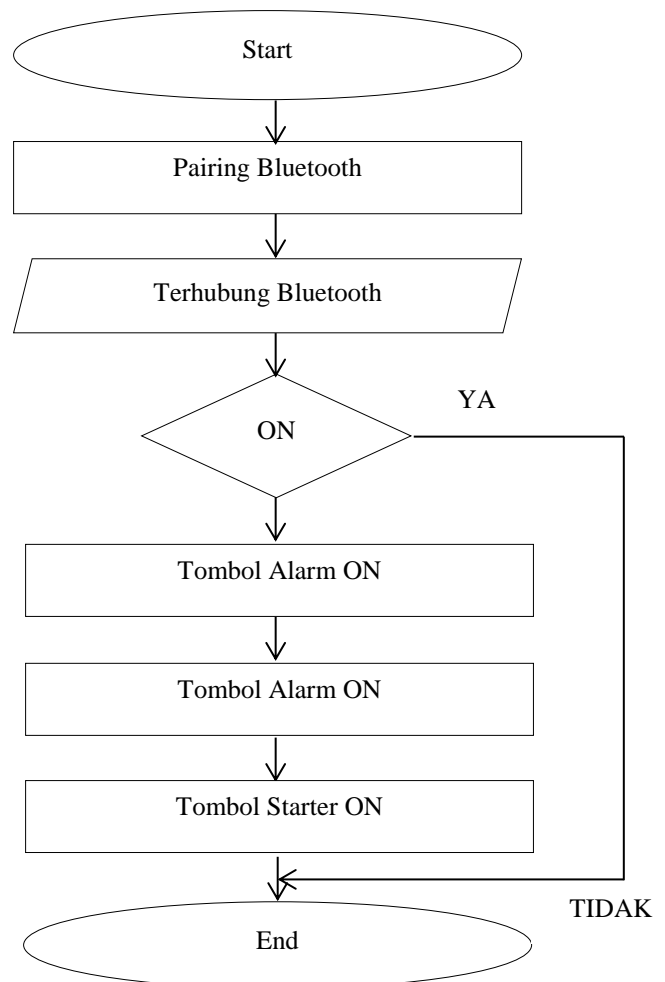 Start
Pairing Bluetooth
Terhubung Bluetooth
YA
ON
Tombol Alarm ON
Tombol Alarm ON
Tombol Starter ON
TIDAK
End